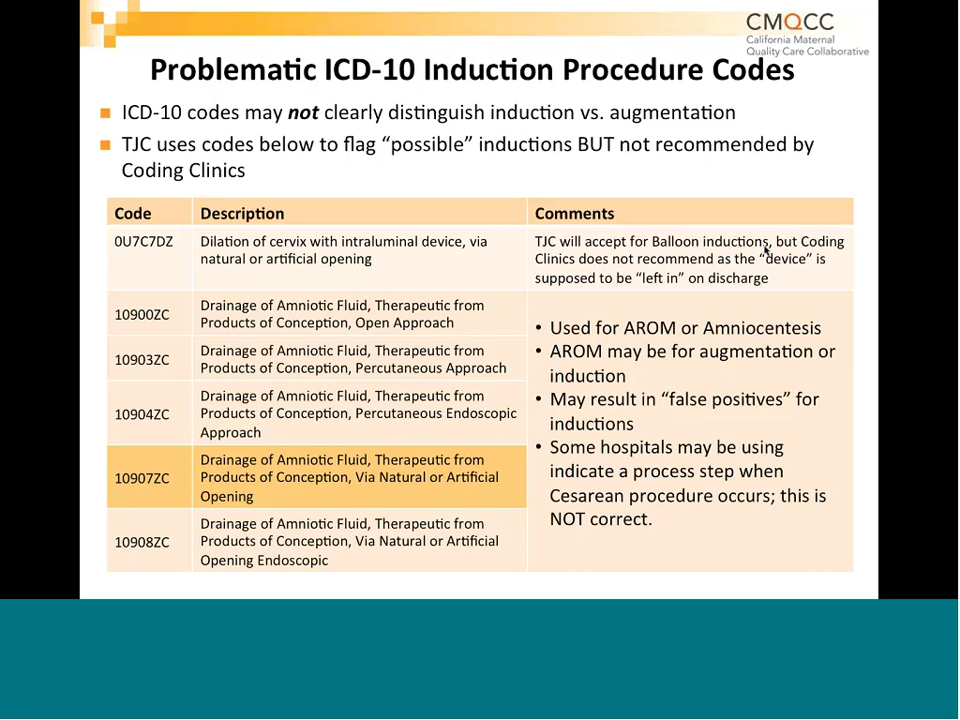 CMQCC
California Maternal
Quality Care Collaborative
Problematic ICD-10 Induction Procedure Codes
ICD-10 codes may not clearly distinguish induction vs. augmentation
TJC uses codes below to flag “possible” inductions BUT not recommended by
Coding Clinics
Code Description Comments
0U7C7DZ
Dilation of cervix with intraluminal device, via
natural or artificial opening
TJC will accept for Balloon inductions, but Coding
Clinics does not recommend as the “device” is
supposed to be “left in” on discharge
10900ZC
Drainage of Amniotic Fluid, Therapeutic from
Products of Conception, Open Approach
10903ZC
Drainage of Amniotic Fluid, Therapeutic from
Products of Conception, Percutaneous Approach
10904ZC
Drainage of Amniotic Fluid, Therapeutic from
Products of Conception, Percutaneous Endoscopic
Approach
10907ZC
Drainage of Amniotic Fluid, Therapeutic from
Products of Conception, Via Natural or Artificial
Opening
10908ZC
Drainage of Amniotic Fluid, Therapeutic from
Products of Conception, Via Natural or Artificial
Opening Endoscopic
• Used for AROM or Amniocentesis
• AROM may be for augmentation or
induction
• May result in “false positives” for
inductions
• Some hospitals may be using
indicate a process step when
Cesarean procedure occurs; this is
NOT correct.